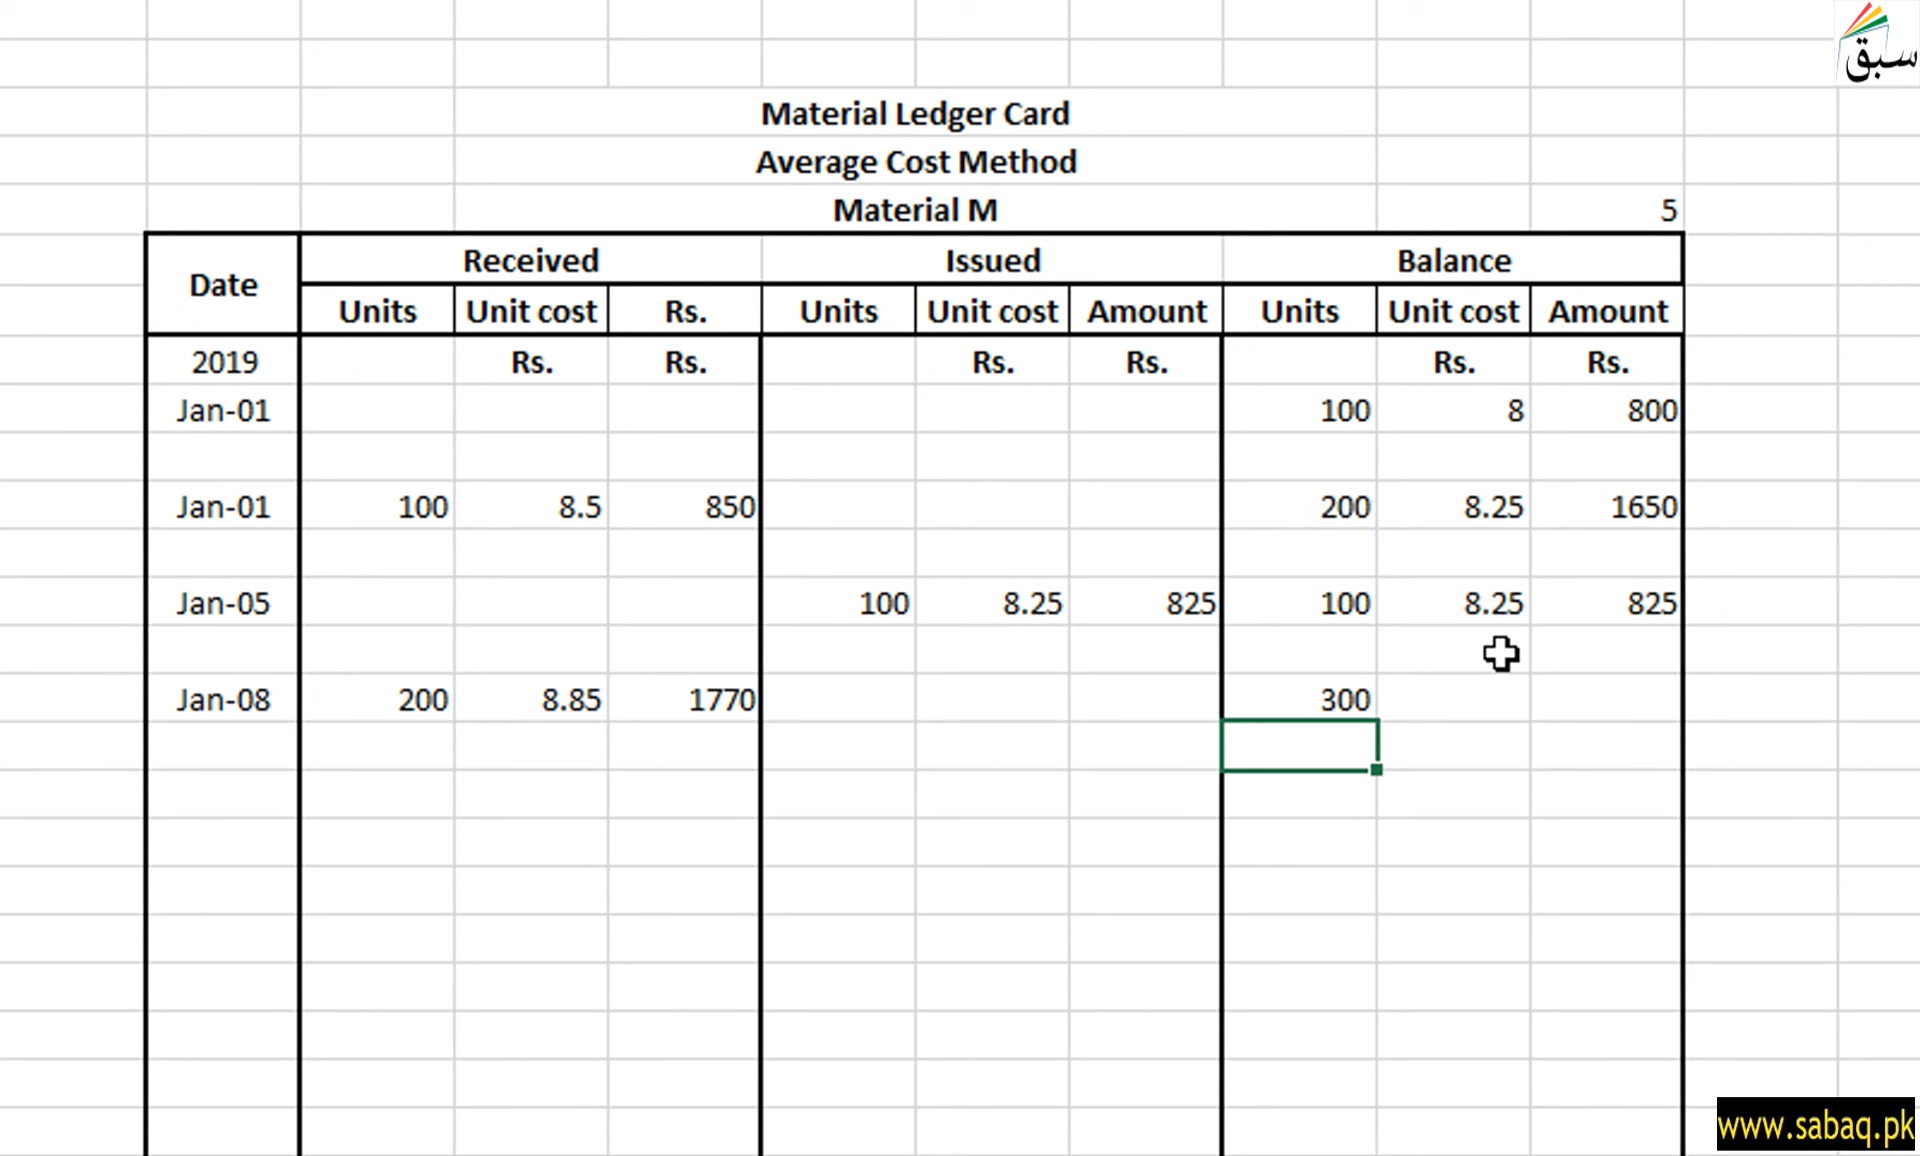 سبق
Material Ledger Card
Average Cost Method
Material M 5
Date Received Issued Balance
Units Unit cost Rs. Units Unit cost Amount Units Unit cost Amount
2019 Rs. Rs. Rs. Rs. Rs. Rs.
Jan-01 100 8 800
Jan-01 100 8.5 850 200 8.25 1650
Jan-05 100 8.25 825 100 8.25 825
Jan-08 200 8.85 1770 300
www.sabaq.pk